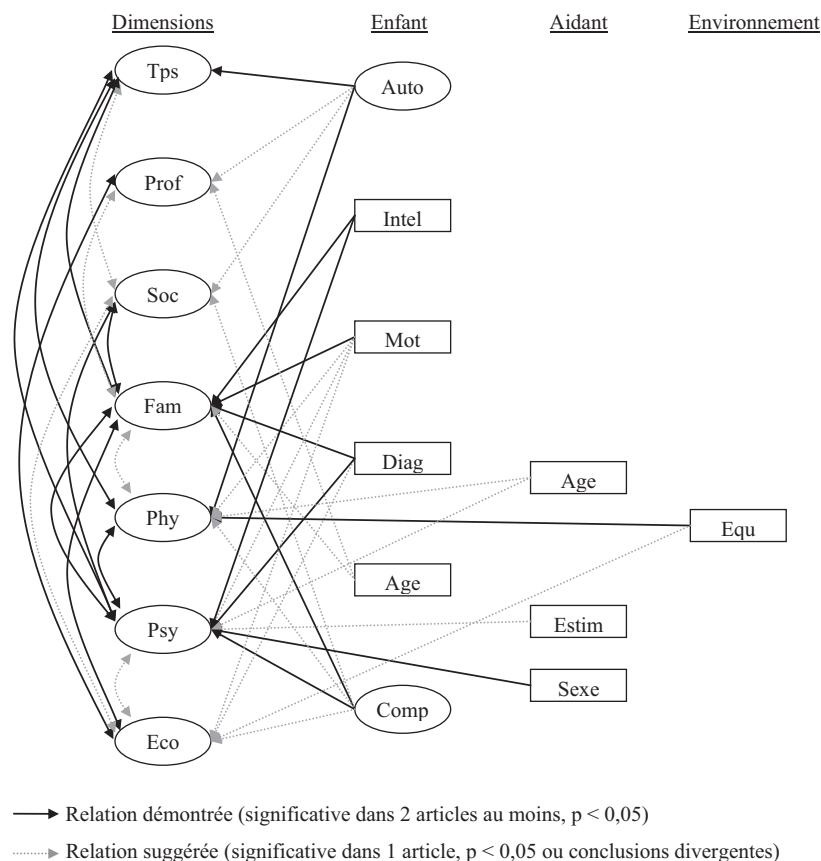 Dimensions Enfant Aidant Environnement
Tps
Auto
Prof
Intel
Soc
Mot
Fam
Diag
Age
Phy
Equ
Age
Psy
Estim
Sexe
Comp
Eco
Relation démontrée (significative dans 2 articles au moins, p < 0,05)
Relation suggérée (significative dans 1 article, p < 0,05 ou conclusions divergentes)